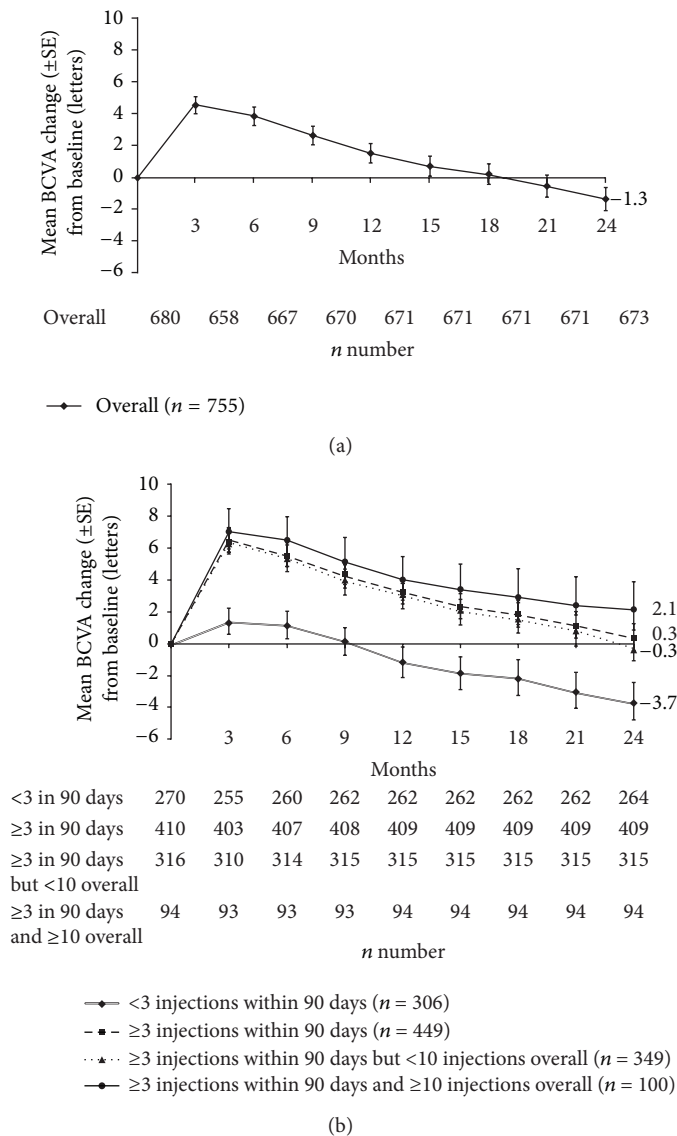 Mean BCVA change (±SE)
from baseline (letters)
10
8
6
4
2
0
−2
−4
−6
3 6 9 12 15 18 21 24
−1.3
Months
Overall 680 658 667 670 671 671 671 671 673
n number
Overall (n = 755)
(a)
Mean BCVA change (±SE)
from baseline (letters)
10
8
6
4
2
0
−2
−4
−6
2.1
0.3
−0.3
−3.7
3 6 9 12 15 18 21 24
Months
<3 in 90 days 270 255 260 262 262 262 262 262 264
≥3 in 90 days 410 403 407 408 409 409 409 409 409
≥3 in 90 days 316 310 314 315 315 315 315 315 315
but <10 overall
≥3 in 90 days 94 93 93 93 94 94 94 94 94
and ≥10 overall
n number
<3 injections within 90 days (n = 306)
≥3 injections within 90 days (n = 449)
≥3 injections within 90 days but <10 injections overall (n = 349)
≥3 injections within 90 days and ≥10 injections overall (n = 100)
(b)